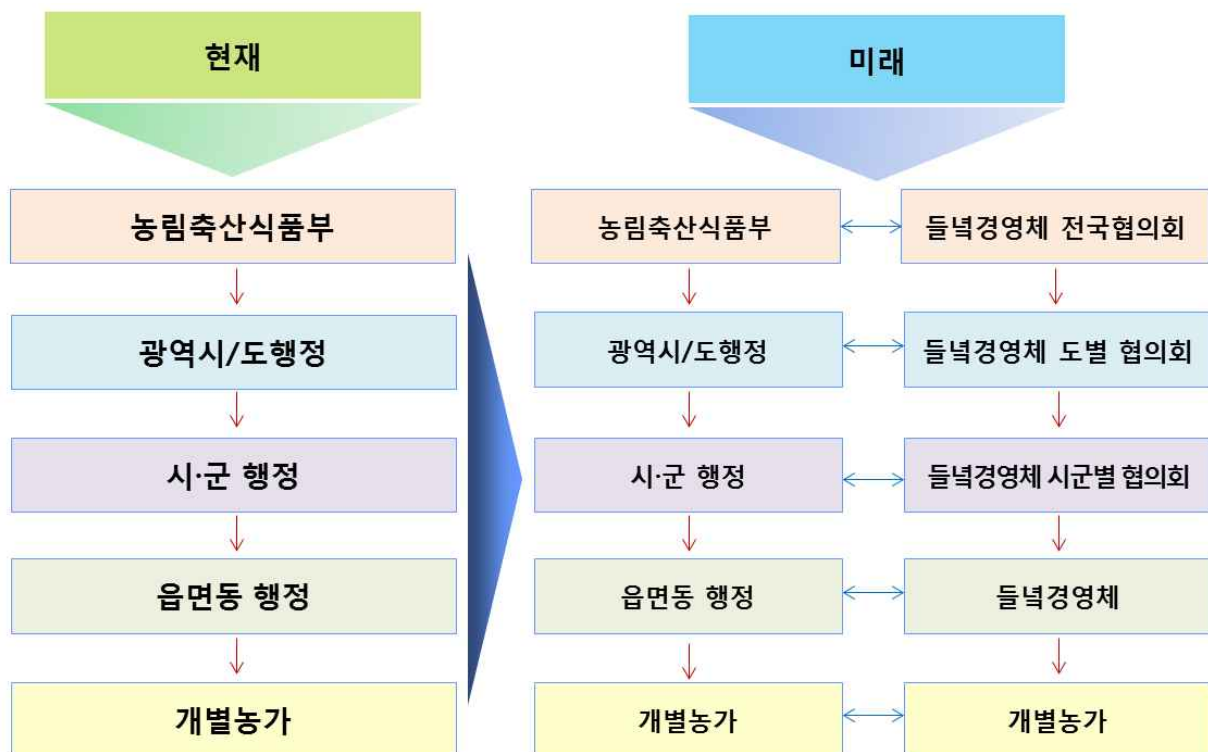 현재
미래
농림축산식품부
광역시/도행정
시·군 행정
읍면동 행정
개별농가
농림축산식품부
들녘경영체 전국협의회
광역시/도행정
들녘경영체 도별 협의회
시·군 행정
들녘경영체 시군별 협의회
읍면동 행정
들녘경영체
개별농가
개별농가